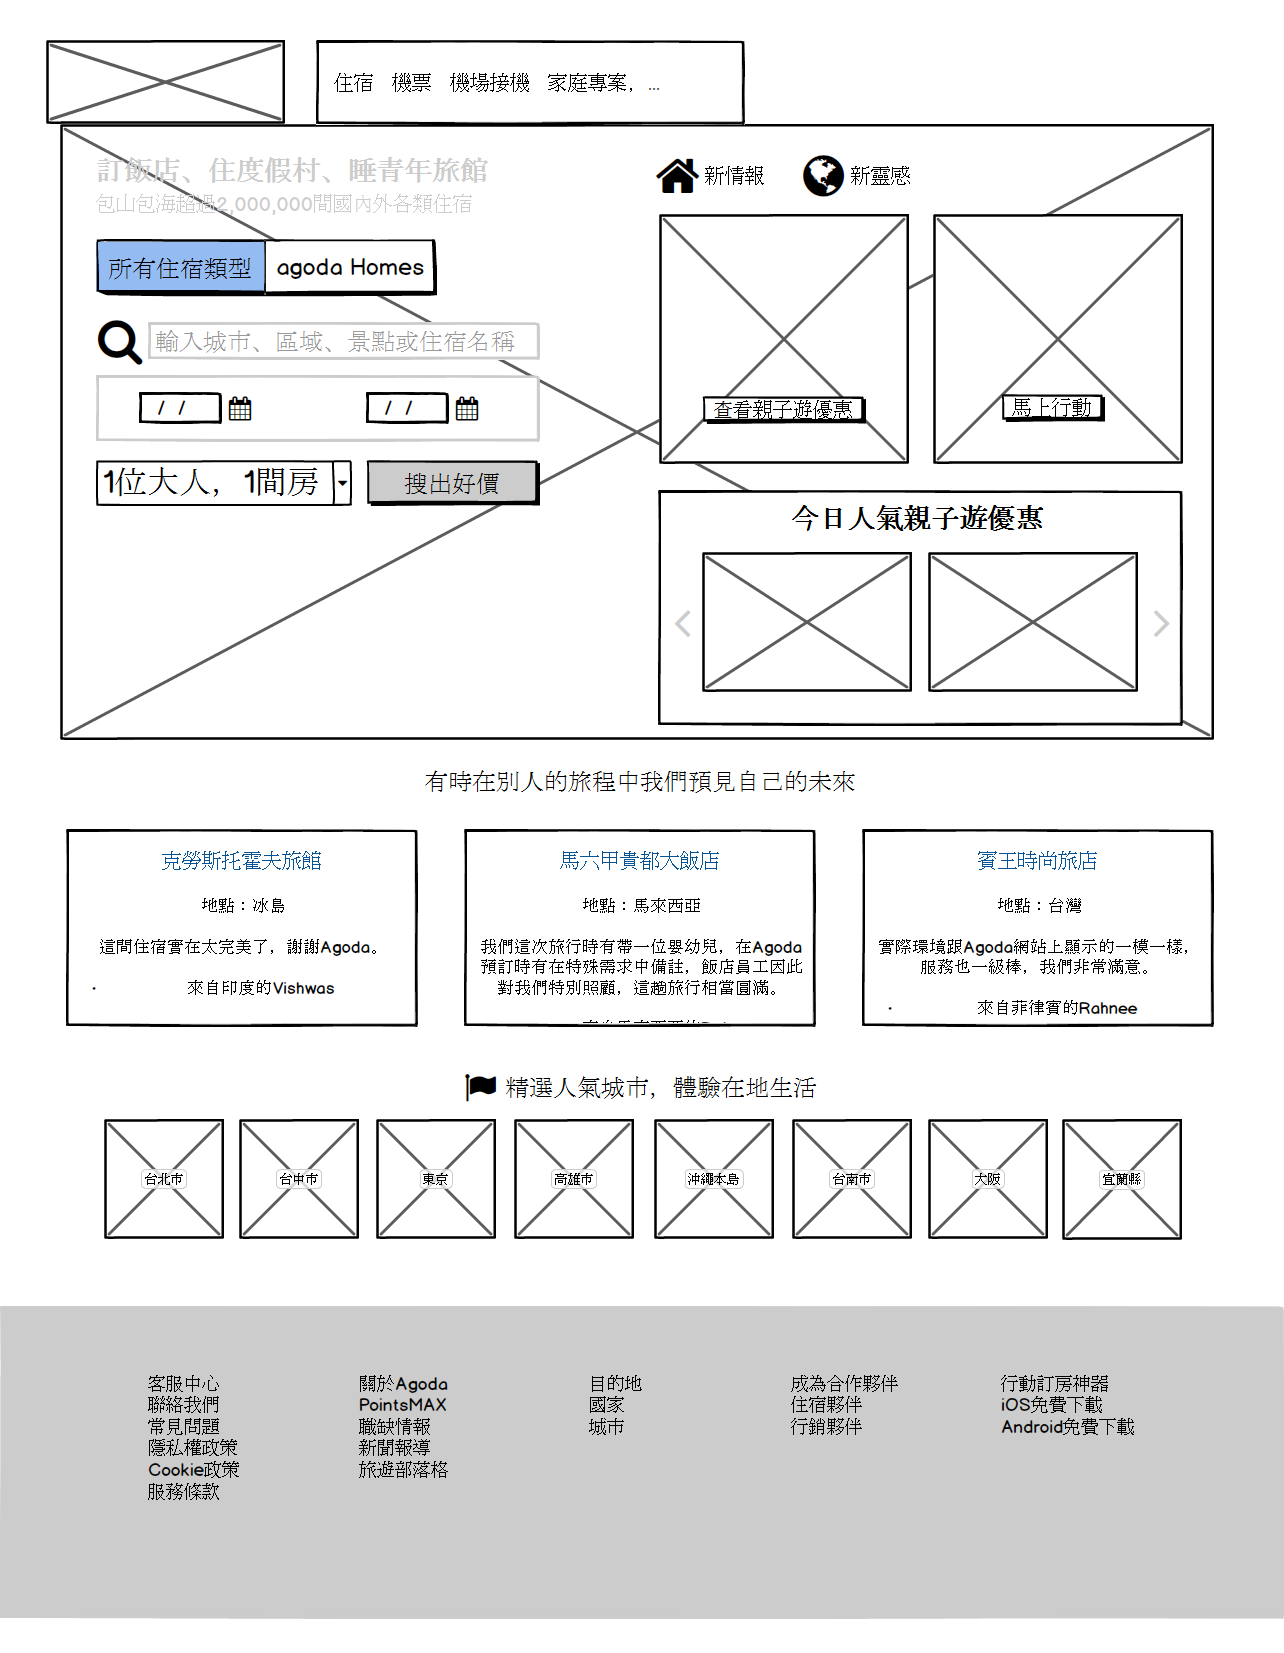 住宿 機票 機場接機 家庭專案, ...
訂飯店、住度假村、睡青年旅館
包山包海超過2,000,000間國內外各類住宿
新情報
新靈感
所有住宿類型 agoda Homes
輸入城市、區域、景點或住宿名稱
/ /
/ /
1位大人, 1間房
搜出好價
查看親子遊優惠
馬上行動
今日人氣親子遊優惠
有時在別人的旅程中我們預見自己的未來
克勞斯托霍夫旅館
地點：冰島
這間住宿實在太完美了, 謝謝Agoda。
· 來自印度的Vishwas
馬六甲貴都大飯店
地點：馬來西亞
我們這次旅行時有帶一位嬰幼兒, 在Agoda
預訂時有在特殊需求中備註, 飯店員工因此
對我們特別照顧, 這趟旅行相當圓滿。
賓王時尚旅店
地點：台灣
實際環境跟Agoda網站上顯示的一模一樣,
服務也一級棒, 我們非常滿意。
· 來自菲律賓的Rahnee
精選人氣城市, 體驗在地生活
台北市
台中市
東京
高雄市
沖繩本島
台南市
大阪
宜蘭縣
客服中心
聯絡我們
常見問題
隱私權政策
Cookie政策
服務條款
關於Agoda
PointsMAX
職缺情報
新聞報導
旅遊部落格
目的地
國家
城市
成為合作夥伴
住宿夥伴
行銷夥伴
行動訂房神器
iOS免費下載
Android免費下載